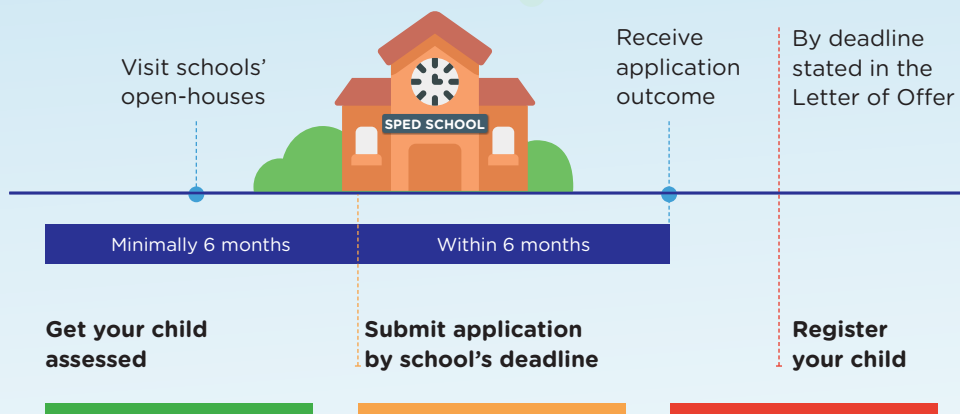 Visit schools'
open-houses
SPED SCHOOL
Receive
application
outcome
By deadline
stated in the
Letter of Offer
Minimally 6 months
Within 6 months
Get your child
assessed
Submit application
by school's deadline
Register
your child